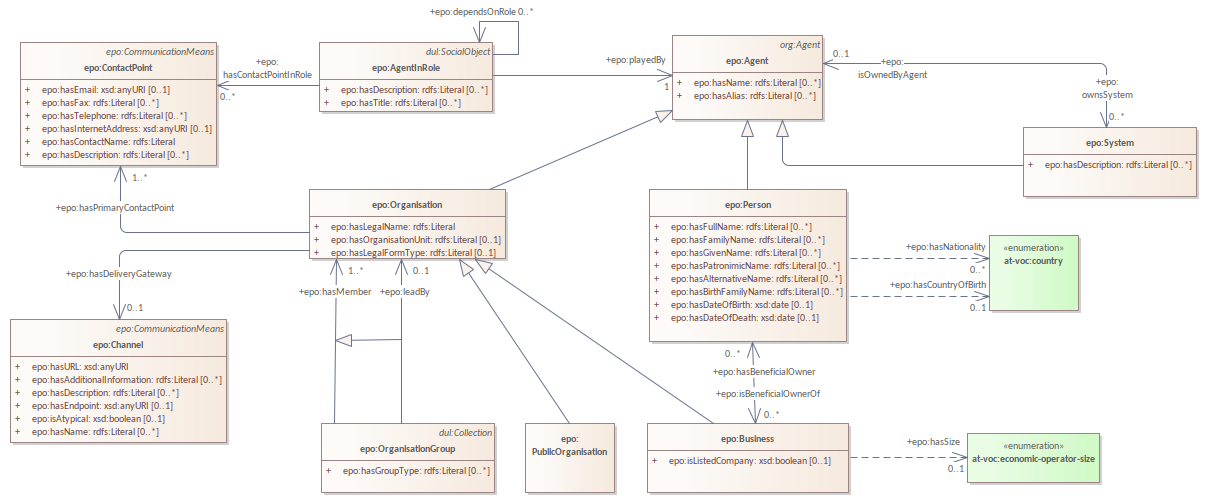 +epo:dependsOnRole 0..*
epo:CommunicationMeans
epo:ContactPoint
+ epo:hasEmail: xsd:anyURI [0..1]
+ epo:hasFax: rdfs:Literal [0..*]
+ epo:hasTelephone: rdfs:Literal [0..*]
+ epo:hasInternetAddress: xsd:anyURI [0..1]
+ epo:hasContactName: rdfs:Literal
+ epo:hasDescription: rdfs:Literal [0..*]
+epo:
hasContactPointInRole
0..*
dul:SocialObject
epo:AgentInRole
+ epo:hasDescription: rdfs:Literal [0..*]
+ epo:hasTitle: rdfs:Literal [0..*]
+epo:playedBy
1
org:Agent
epo:Agent
+ epo:hasName: rdfs:Literal [0..*]
+ epo:hasAlias: rdfs:Literal [0..*]
0..1
+epo:
isOwnedByAgent
+epo:
ownsSystem
0..*
epo:System
+ epo:hasDescription: rdfs:Literal [0..*]
1..*
+epo:hasPrimaryContactPoint
epo:Organisation
+ epo:hasLegalName: rdfs:Literal
+ epo:hasOrganisationUnit: rdfs:Literal [0..1]
+ epo:hasLegalFormType: rdfs:Literal [0..1]
epo:Person
+ epo:hasFullName: rdfs:Literal [0..*]
+ epo:hasFamilyName: rdfs:Literal [0..*]
+ epo:hasGivenName: rdfs:Literal [0..*]
+ epo:hasPatronimicName: rdfs:Literal [0..*]
+ epo:hasAlternativeName: rdfs:Literal [0..*]
+ epo:hasBirthFamilyName: rdfs:Literal [0..*]
+ epo:hasDateOfBirth: xsd:date [0..1]
+ epo:hasDateOfDeath: xsd:date [0..1]
+epo:hasNationality
0..*
+epo:hasCountryOfBirth
0..1
«enumeration»
at-voc:country
+epo:hasDeliveryGateway
0..1
1..*
+epo:hasMember
0..1
+epo:leadBy
epo:CommunicationMeans
epo:Channel
+ epo:hasURL: xsd:anyURI
+ epo:hasAdditionalInformation: rdfs:Literal [0..*]
+ epo:hasDescription: rdfs:Literal [0..*]
+ epo:hasEndpoint: xsd:anyURI [0..1]
+ epo:isAtypical: xsd:boolean [0..1]
+ epo:hasName: rdfs:Literal [0..*]
0..*
+epo:hasBeneficialOwner
+epo:isBeneficialOwnerOf
0..*
dul:Collection
epo:OrganisationGroup
+ epo:hasGroupType: rdfs:Literal [0..*]
epo:
PublicOrganisation
epo:Business
+ epo:isListedCompany: xsd:boolean [0..1]
+epo:hasSize
0..1
«enumeration»
at-voc:economic-operator-size